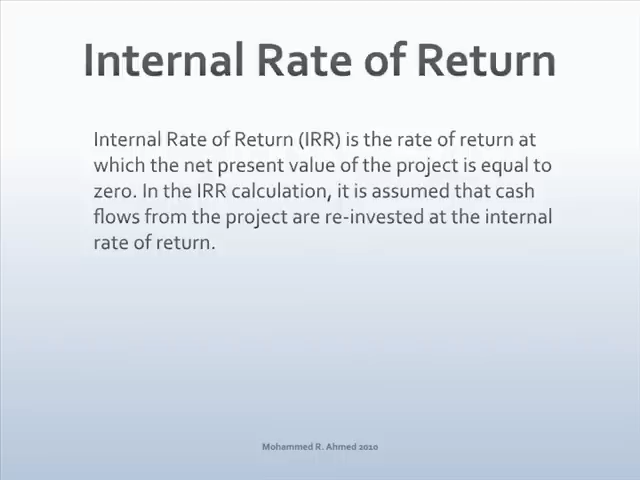 Internal Rate of Return
Internal Rate of Return (IRR) is the rate of return at
which the net present value of the project is equal to
zero. In the IRR calculation, it is assumed that cash
flows from the project are re-invested at the internal
rate of return.
Mohammed R. Ahmed 2010